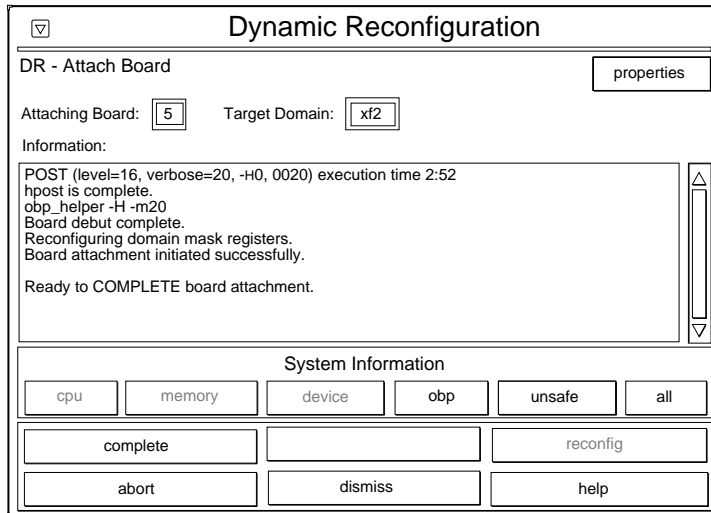 Dynamic Reconfiguration
DR - Attach Board
properties
Attaching Board: 5 Target Domain: xf2
Information:
POST (level=16, verbose=20, -H0, 0020) execution time 2:52
hpost is complete.
obp_helper -H -m20
Board debut complete.
Reconfiguring domain mask registers.
Board attachment initiated successfully.
Ready to COMPLETE board attachment.
System Information
cpu memory device obp unsafe all
complete reconfig
abort dismiss help